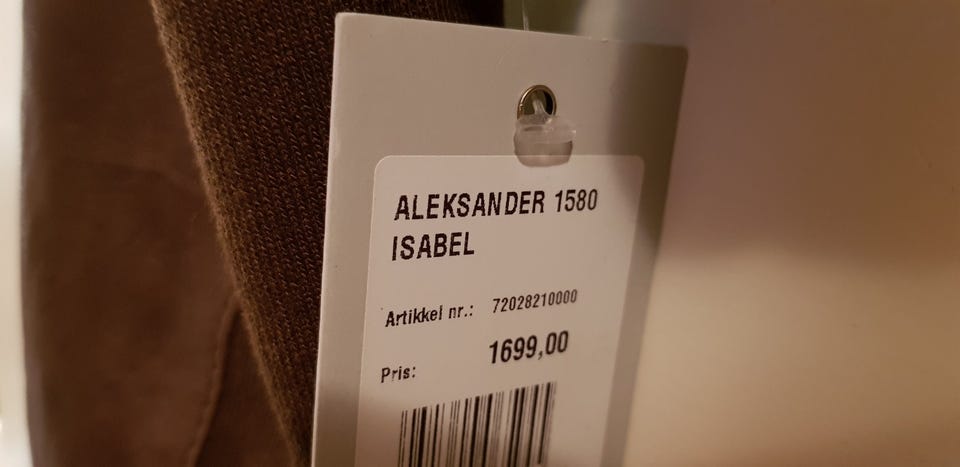 ALEKSANDER 1580
ISABEL
Artikkel nr.: 72028210000
Pris: 1699,00